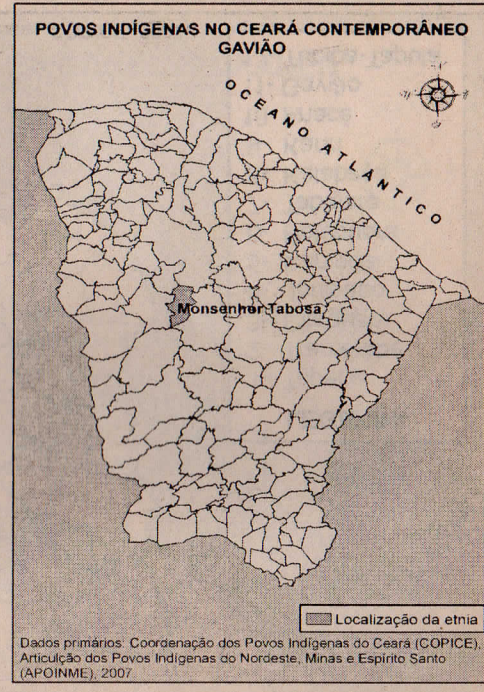 POVOS INDÍGENAS NO CEARÁ CONTEMPORÂNEO
GAVIÃO
OCEANO ATLÂNTICO
Monsenhor Tabosa
Localização da etnia
Dados primários: Coordenação dos Povos Indígenas do Ceará (COPICE),
Articulção dos Povos Indígenas do Nordeste, Minas e Espírito Santo
(APOINME), 2007